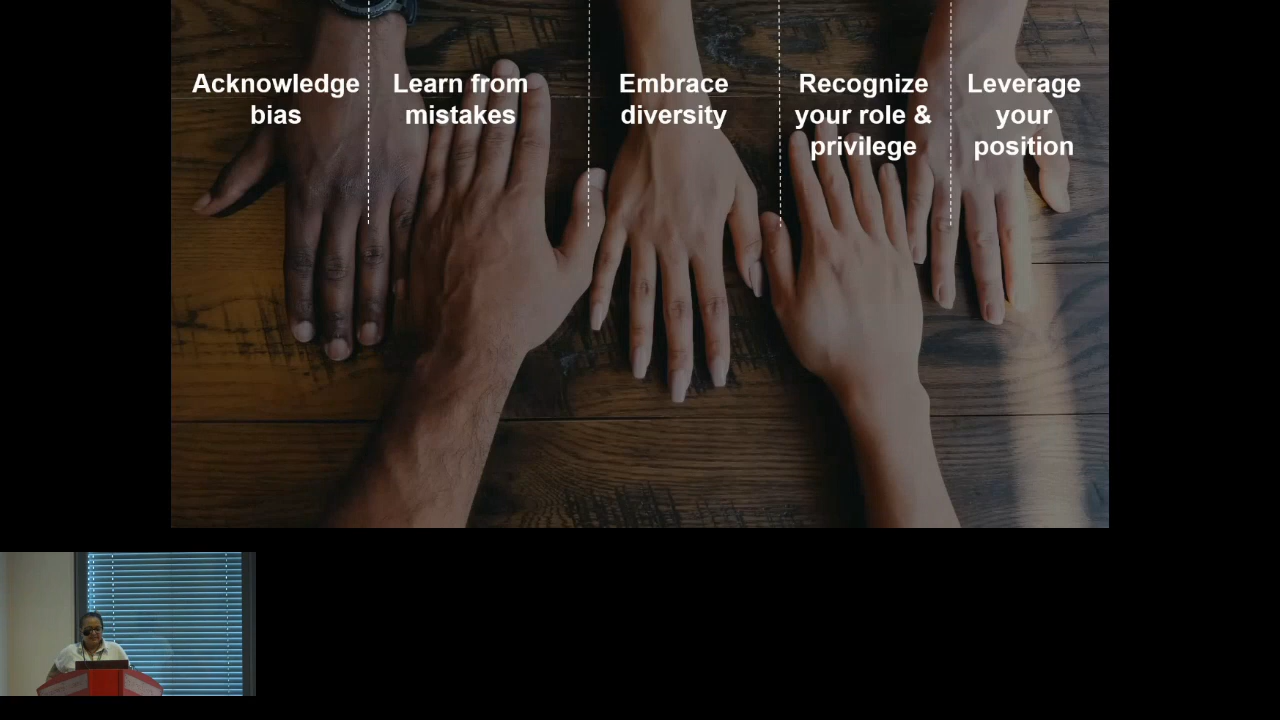 Acknowledge
bias
Learn from
mistakes
Embrace
diversity
Recognize
your role &
privilege
Leverage
your
position